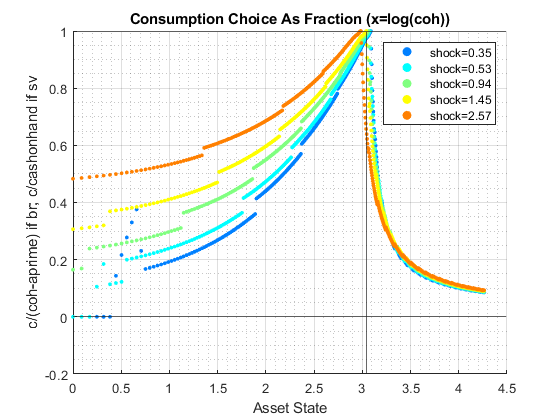 Consumption Choice As Fraction (x=log(coh))
c/(coh-aprime) if br; c/cashonhand if sv
1
0.8
0.6
0.4
0.2
0
-0.2
0 0.5 1 1.5 2 2.5 3 3.5 4 4.5
Asset State
shock=0.35
shock=0.53
shock=0.94
shock=1.45
shock=2.57